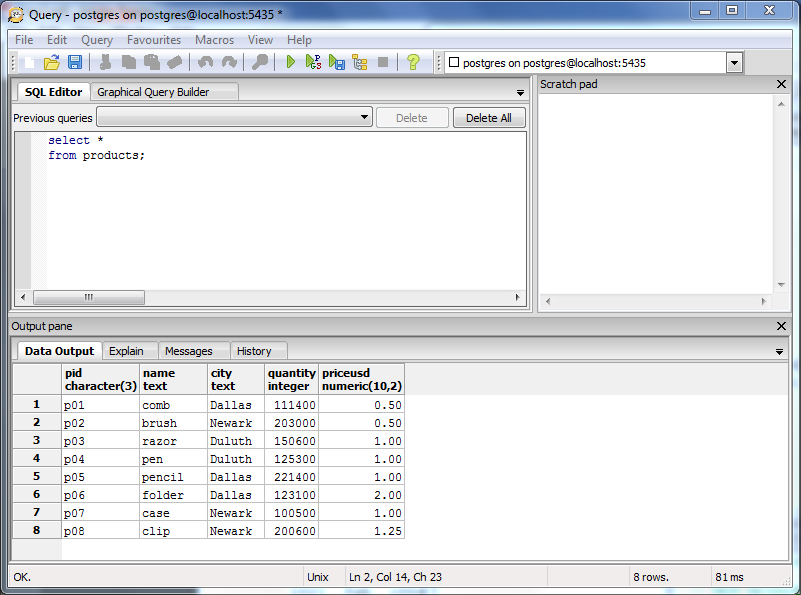 Query - postgres on postgres@localhost:5435 *
File Edit Query Favourites Macros View Help
postgres on postgres@localhost:5435
SQL Editor Graphical Query Builder
Previous queries Delete Delete All
select *
from products;
Scratch pad
Output pane
Data Output Explain Messages History
pid name city quantity priceusd
character(3) text text integer numeric(10,2)
1 p01 comb Dallas 111400 0.50
2 p02 brush Newark 203000 0.50
3 p03 razor Duluth 150600 1.00
4 p04 pen Duluth 125300 1.00
5 p05 pencil Dallas 221400 1.00
6 p06 folder Dallas 123100 2.00
7 p07 case Newark 100500 1.00
8 p08 clip Newark 200600 1.25
OK. Unix Ln 2, Col 14, Ch 23 8 rows. 81 ms